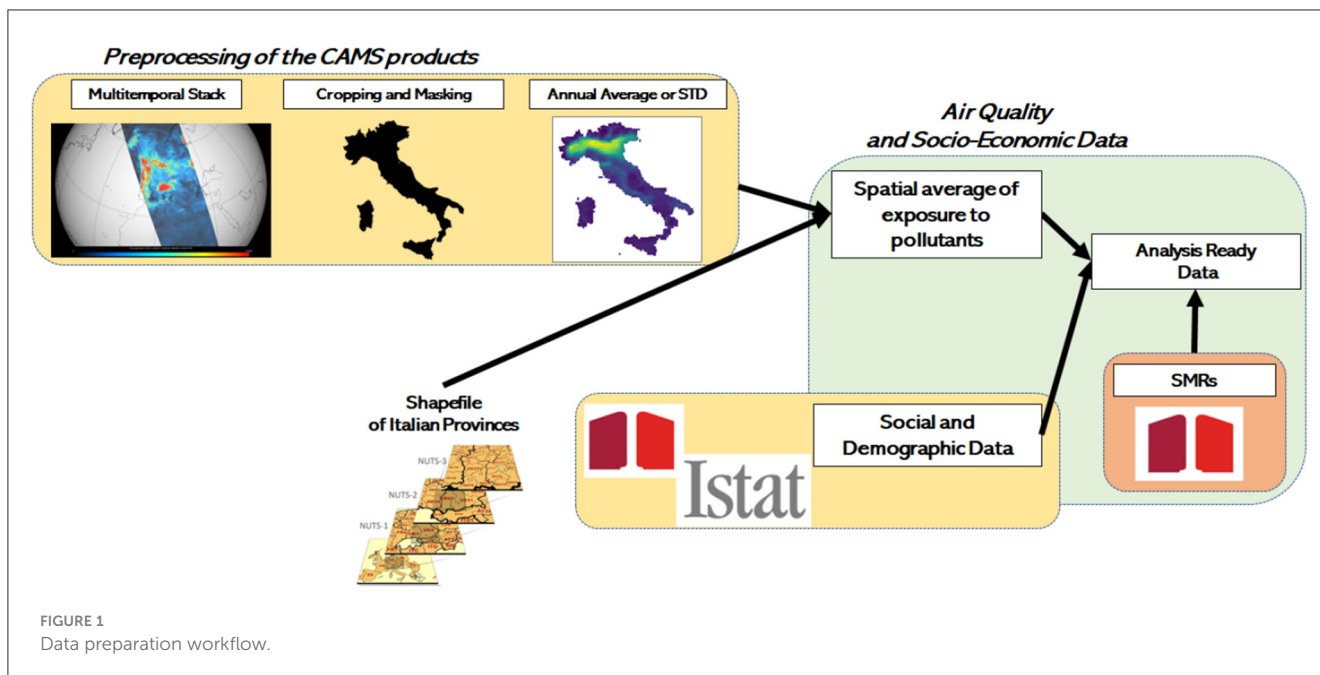 Preprocessing of the CAMS products
Multitemporal Stack
Cropping and Masking
Annual Average or STD
Air Quality
and Socio-Economic Data
Spatial average of
exposure to
pollutants
Analysis Ready
Data
SMRs
Shapefile
of Italian Provinces
NUTS-3
NUTS-2
NUTS-1
Istat
Social and
Demographic Data
FIGURE 1
Data preparation workflow.